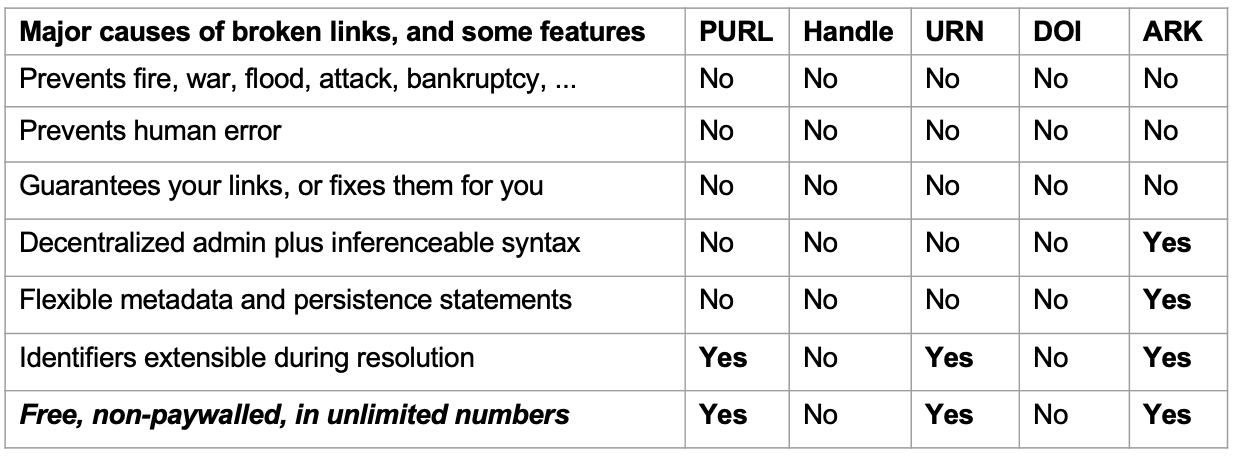 Major causes of broken links, and some features PURL Handle URN DOI ARK
Prevents fire, war, flood, attack, bankruptcy, ... No No No No No
Prevents human error No No No No No
Guarantees your links, or fixes them for you No No No No No
Decentralized admin plus inferenceable syntax No No No No Yes
Flexible metadata and persistence statements No No No No Yes
Identifiers extensible during resolution Yes No Yes No Yes
Free, non-paywalled, in unlimited numbers Yes No Yes No Yes